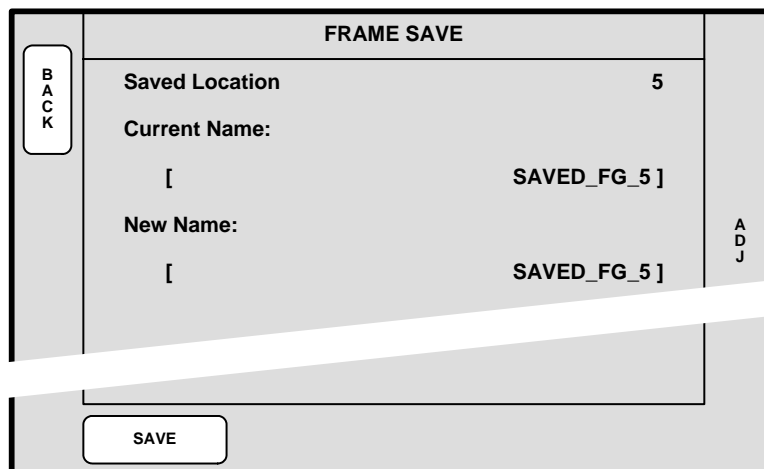 FRAME SAVE
BACK
Saved Location 5
Current Name:
[ SAVED_FG_5 ]
New Name:
[ SAVED_FG_5 ]
ADJ
SAVE